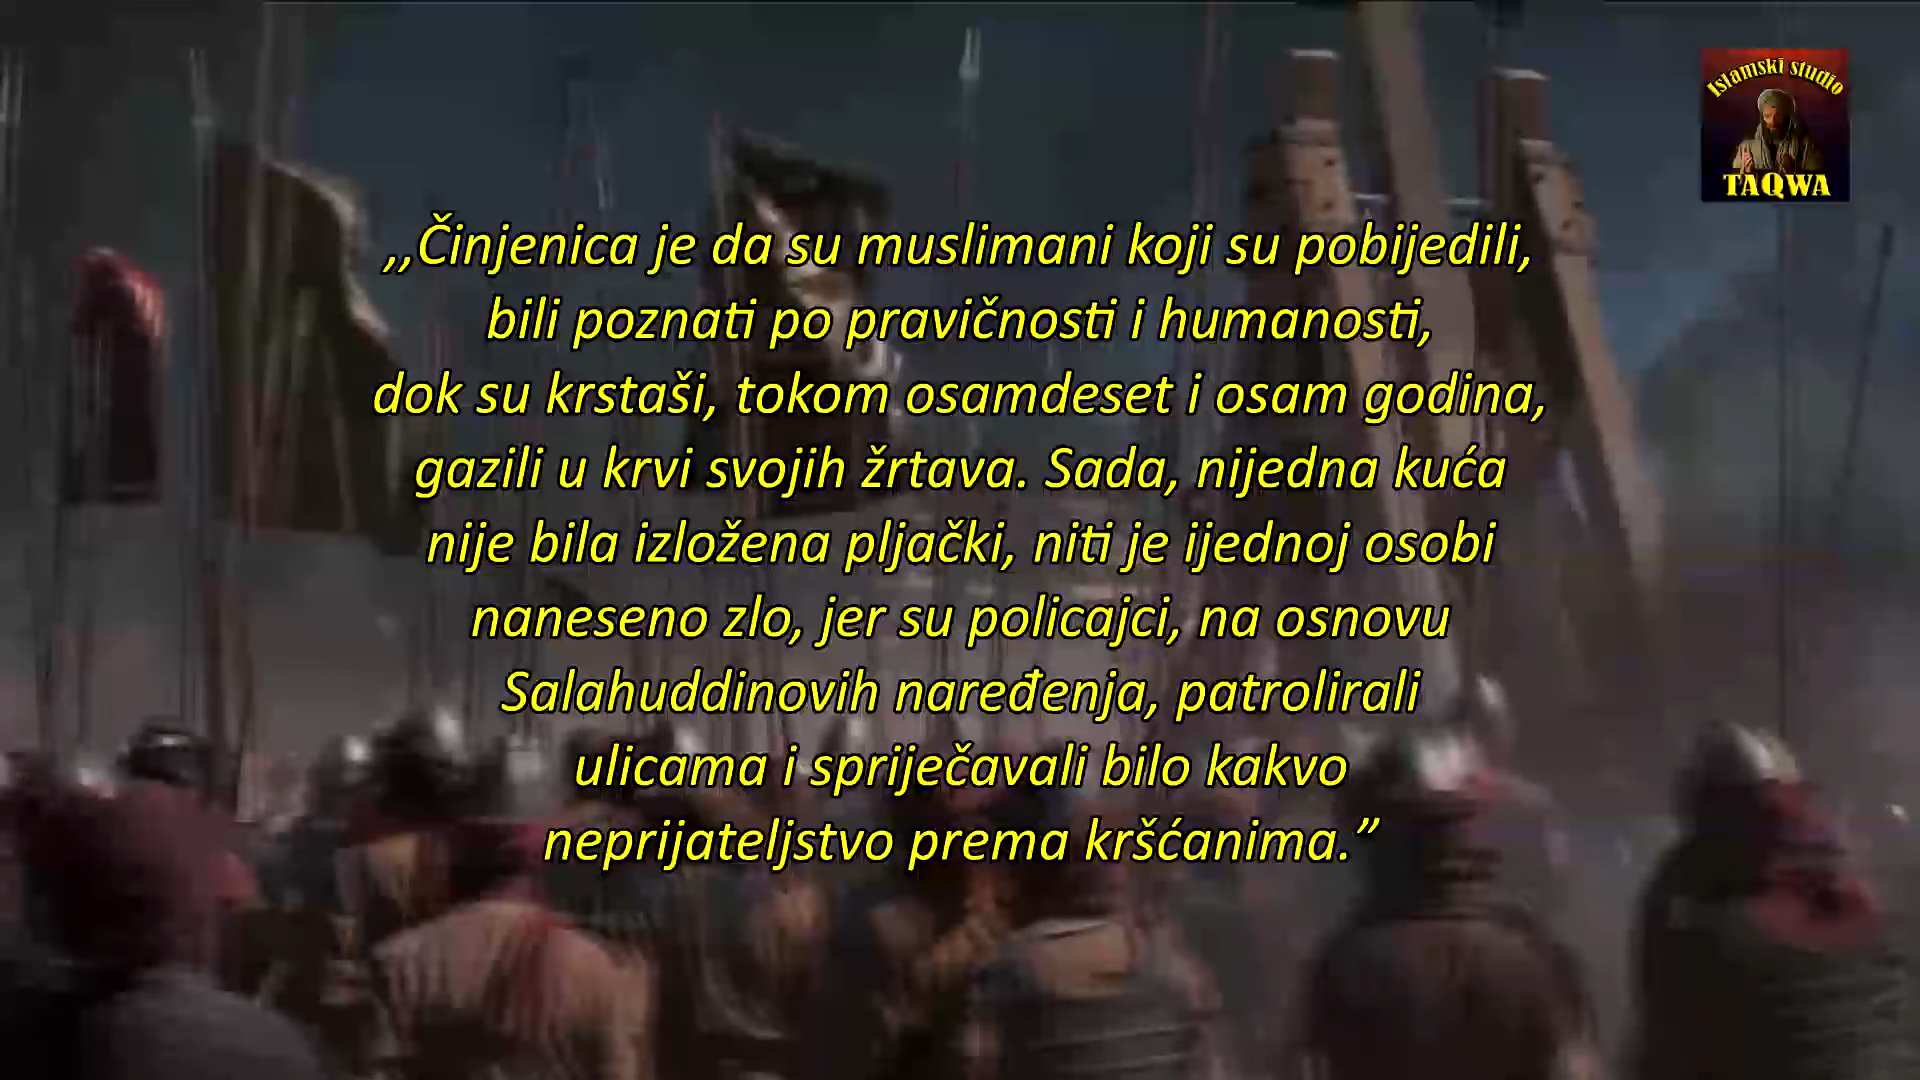 Islamski studio
TAQWA
,,Činjenica je da su muslimani koji su pobijedili,
bili poznati po pravičnosti i humanosti,
dok su krstaši, tokom osamdeset i osam godina,
gazili u krvi svojih žrtava. Sada, nijedna kuća
nije bila izložena pljački, niti je ijednoj osobi
naneseno zlo, jer su policajci, na osnovu
Salahuddinovih naređenja, patrolirali
ulicama i spriječavali bilo kakvo
neprijateljstvo prema kršćanima.”